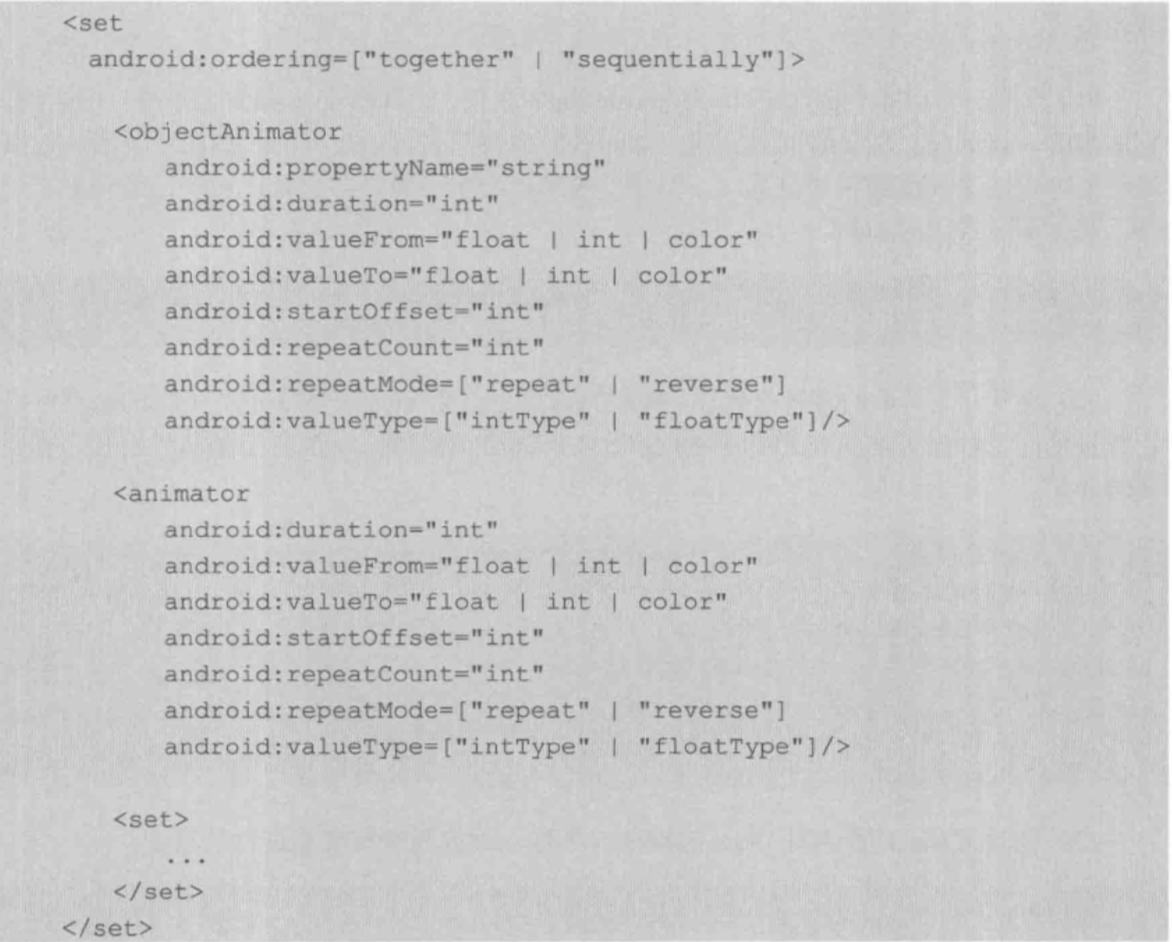 <set
android:ordering=["together" | "sequentially"]>
<objectAnimator
android:propertyName="string"
android:duration="int"
android:valueFrom="float | int | color"
android:valueTo="float | int | color"
android:startOffset="int"
android:repeatCount="int"
android:repeatMode=["repeat" | "reverse"]
android:valueType=["intType" | "floatType"]/>
<animator
android:duration="int"
android:valueFrom="float | int | color"
android:valueTo="float | int | color"
android:startOffset="int"
android:repeatCount="int"
android:repeatMode=["repeat" | "reverse"]
android:valueType=["intType" | "floatType"]/>
<set>
...
</set>
</set>